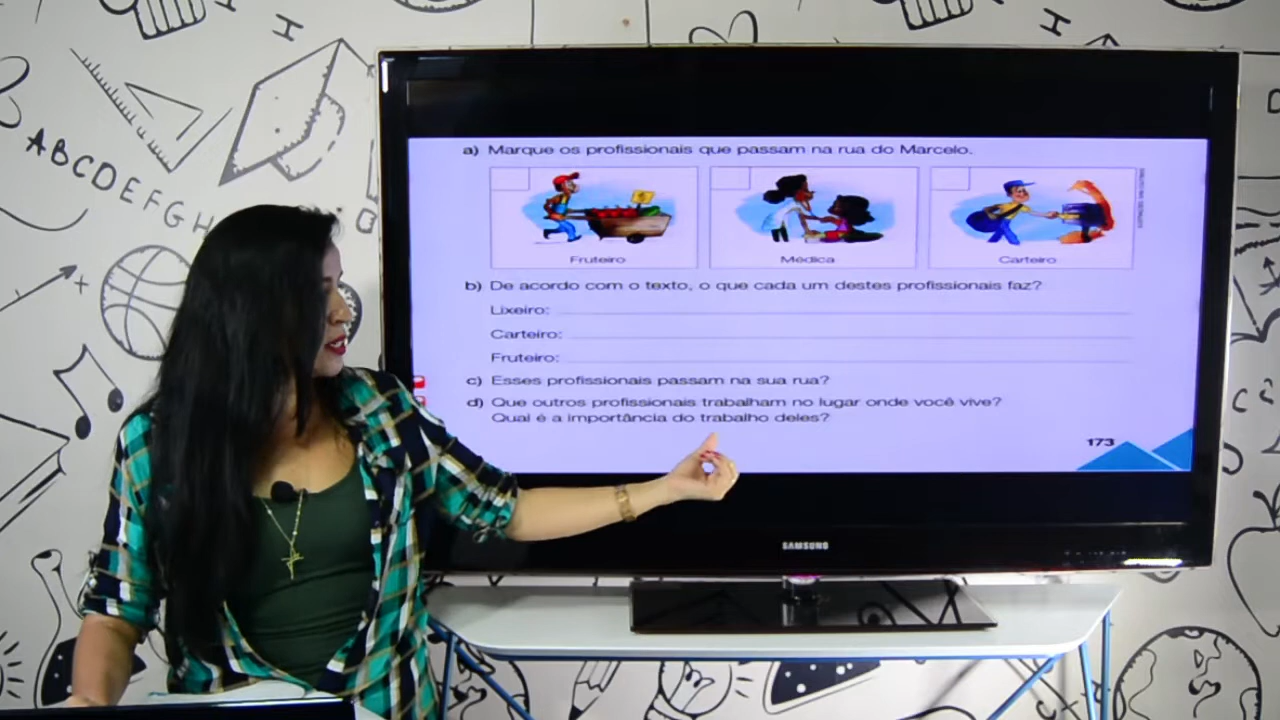 ABCDEFGH
a) Marque os profissionais que passam na rua do Marcelo.
Fruteiro
Médica
Carteiro
b) De acordo com o texto, o que cada um destes profissionais faz?
Lixeiro:
Carteiro:
Fruteiro:
c) Esses profissionais passam na sua rua?
d) Que outros profissionais trabalham no lugar onde você vive?
Qual é a importância do trabalho deles?
173
SAMSUNG